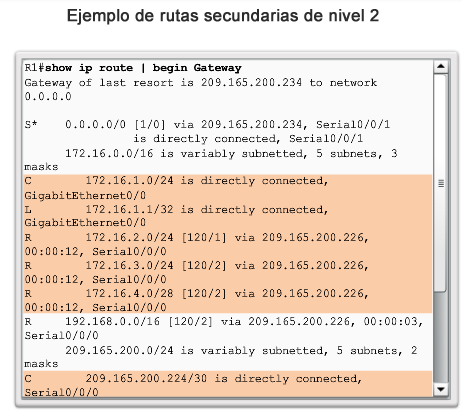 Ejemplo de rutas secundarias de nivel 2
R1#show ip route | begin Gateway
Gateway of last resort is 209.165.200.234 to network
0.0.0.0
S*    0.0.0.0/0 [1/0] via 209.165.200.234, Serial0/0/1
is directly connected, Serial0/0/1
172.16.0.0/16 is variably subnetted, 5 subnets, 3
masks
C        172.16.1.0/24 is directly connected,
GigabitEthernet0/0
L        172.16.1.1/32 is directly connected,
GigabitEthernet0/0
R        172.16.2.0/24 [120/1] via 209.165.200.226,
00:00:12, Serial0/0/0
R        172.16.3.0/24 [120/2] via 209.165.200.226,
00:00:12, Serial0/0/0
R        172.16.4.0/28 [120/2] via 209.165.200.226,
00:00:12, Serial0/0/0
R     192.168.0.0/16 [120/2] via 209.165.200.226, 00:00:03,
Serial0/0/0
209.165.200.0/24 is variably subnetted, 5 subnets, 2
masks
C        209.165.200.224/30 is directly connected,
Serial0/0/0